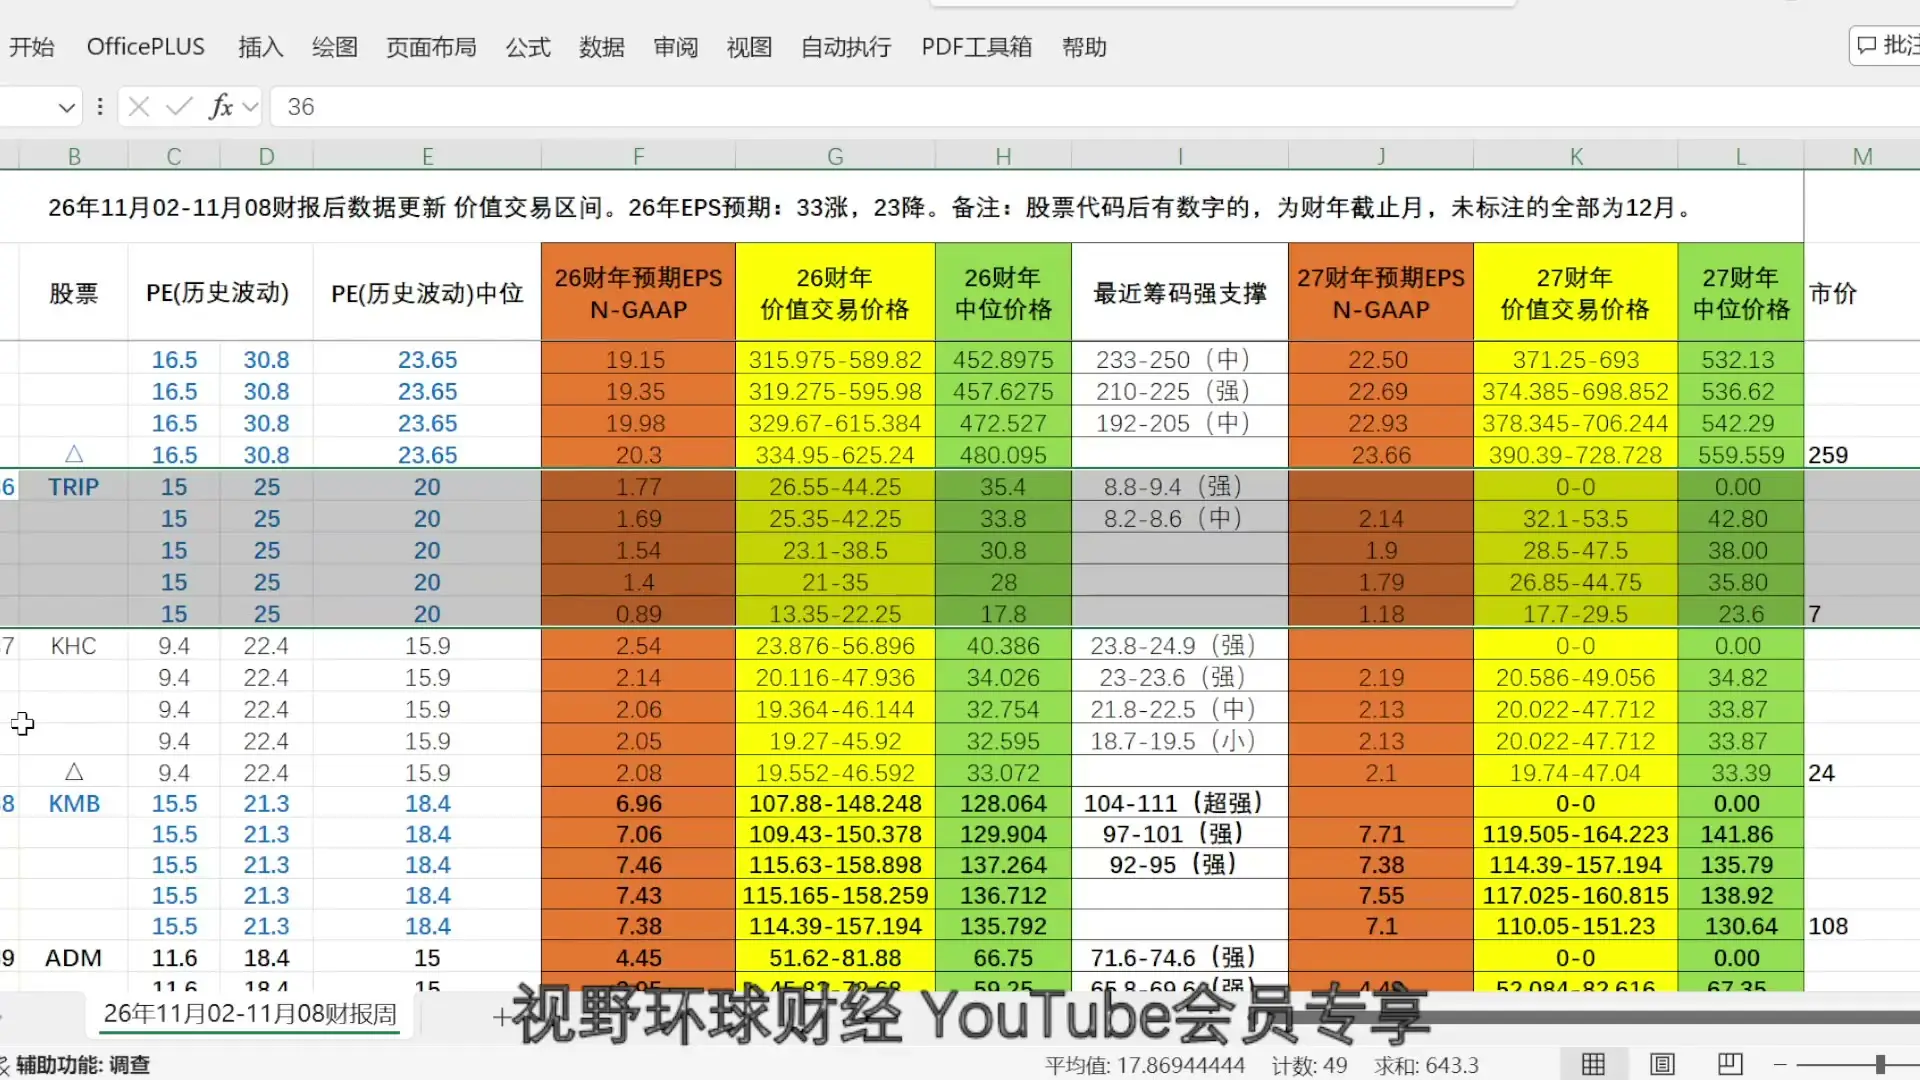 开始 OfficePLUS 插入 绘图 页面布局 公式 数据 审阅 视图 自动执行 PDF工具箱 帮助 批注
fx 36
B C D E F G H I J K L M
26年11月02-11月08财报后数据更新 价值交易区间。26年EPS预期：33涨，23降。备注：股票代码后有数字的，为财年截止月，未标注的全部为12月。
股票 PE(历史波动) PE(历史波动)中位 26财年预期EPS N-GAAP 26财年 价值交易价格 26财年 中位价格 最近筹码强支撑 27财年预期EPS N-GAAP 27财年 价值交易价格 27财年 中位价格 市价
16.5 30.8 23.65 19.15 315.975-589.82 452.8975 233-250（中） 22.50 371.25-693 532.13
16.5 30.8 23.65 19.35 319.275-595.98 457.6275 210-225（强） 22.69 374.385-698.852 536.62
16.5 30.8 23.65 19.98 329.67-615.384 472.527 192-205（中） 22.93 378.345-706.244 542.29
△ 16.5 30.8 23.65 20.3 334.95-625.24 480.095 23.66 390.39-728.728 559.559 259
6 TRIP 15 25 20 1.77 26.55-44.25 35.4 8.8-9.4（强） 0-0 0.00
15 25 20 1.69 25.35-42.25 33.8 8.2-8.6（中） 2.14 32.1-53.5 42.80
15 25 20 1.54 23.1-38.5 30.8 1.9 28.5-47.5 38.00
15 25 20 1.4 21-35 28 1.79 26.85-44.75 35.80
15 25 20 0.89 13.35-22.25 17.8 1.18 17.7-29.5 23.6 7
7 KHC 9.4 22.4 15.9 2.54 23.876-56.896 40.386 23.8-24.9（强） 0-0 0.00
9.4 22.4 15.9 2.14 20.116-47.936 34.026 23-23.6（强） 2.19 20.586-49.056 34.82
9.4 22.4 15.9 2.06 19.364-46.144 32.754 21.8-22.5（中） 2.13 20.022-47.712 33.87
9.4 22.4 15.9 2.05 19.27-45.92 32.595 18.7-19.5（小） 2.13 20.022-47.712 33.87
△ 9.4 22.4 15.9 2.08 19.552-46.592 33.072 2.1 19.74-47.04 33.39 24
8 KMB 15.5 21.3 18.4 6.96 107.88-148.248 128.064 104-111（超强） 0-0 0.00
15.5 21.3 18.4 7.06 109.43-150.378 129.904 97-101（强） 7.71 119.505-164.223 141.86
15.5 21.3 18.4 7.46 115.63-158.898 137.264 92-95（强） 7.38 114.39-157.194 135.79
15.5 21.3 18.4 7.43 115.165-158.259 136.712 7.55 117.025-160.815 138.92
15.5 21.3 18.4 7.38 114.39-157.194 135.792 7.1 110.05-151.23 130.64 108
9 ADM 11.6 18.4 15 4.45 51.62-81.88 66.75 71.6-74.6（强） 0-0 0.00
11.6 18.4 15 59.25 52.084-82.616 67.35
26年11月02-11月08财报周 +
视野环球财经 YouTube会员专享
辅助功能: 调查 平均值: 17.86944444 计数: 49 求和: 643.3